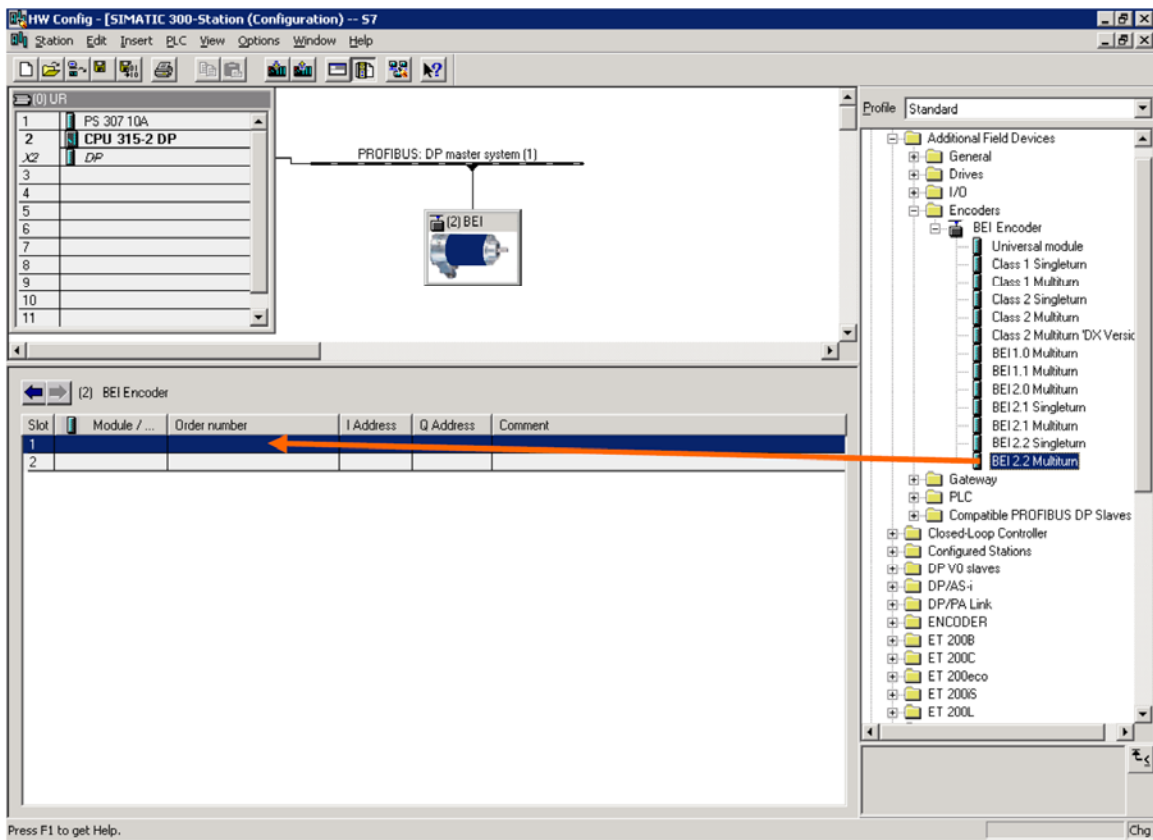 HW Config - [SIMATIC 300-Station (Configuration) -- S7
Station Edit Insert PLC View Options Window Help
(0) UR
1 PS 307 10A
2 CPU 315-2 DP
X2 DP
3
4
5
6
7
8
9
10
11
PROFIBUS: DP master system (1)
(2) BEI
(2) BEI Encoder
Slot Module / ... Order number I Address Q Address Comment
1
2
Profile Standard
Additional Field Devices
General
Drives
I/O
Encoders
BEI Encoder
Universal module
Class 1 Singleturn
Class 1 Multiturn
Class 2 Singleturn
Class 2 Multiturn
Class 2 Multiturn 'DX Versic
BEI 1.0 Multiturn
BEI 1.1 Multiturn
BEI 2.0 Multiturn
BEI 2.1 Singleturn
BEI 2.1 Multiturn
BEI 2.2 Singleturn
BEI 2.2 Multiturn
Gateway
PLC
Compatible PROFIBUS DP Slaves
Closed-Loop Controller
Configured Stations
DP V0 slaves
DP/AS-i
DP/PA Link
ENCODER
ET 200B
ET 200C
ET 200eco
ET 200iS
ET 200L
Press F1 to get Help.
Chg